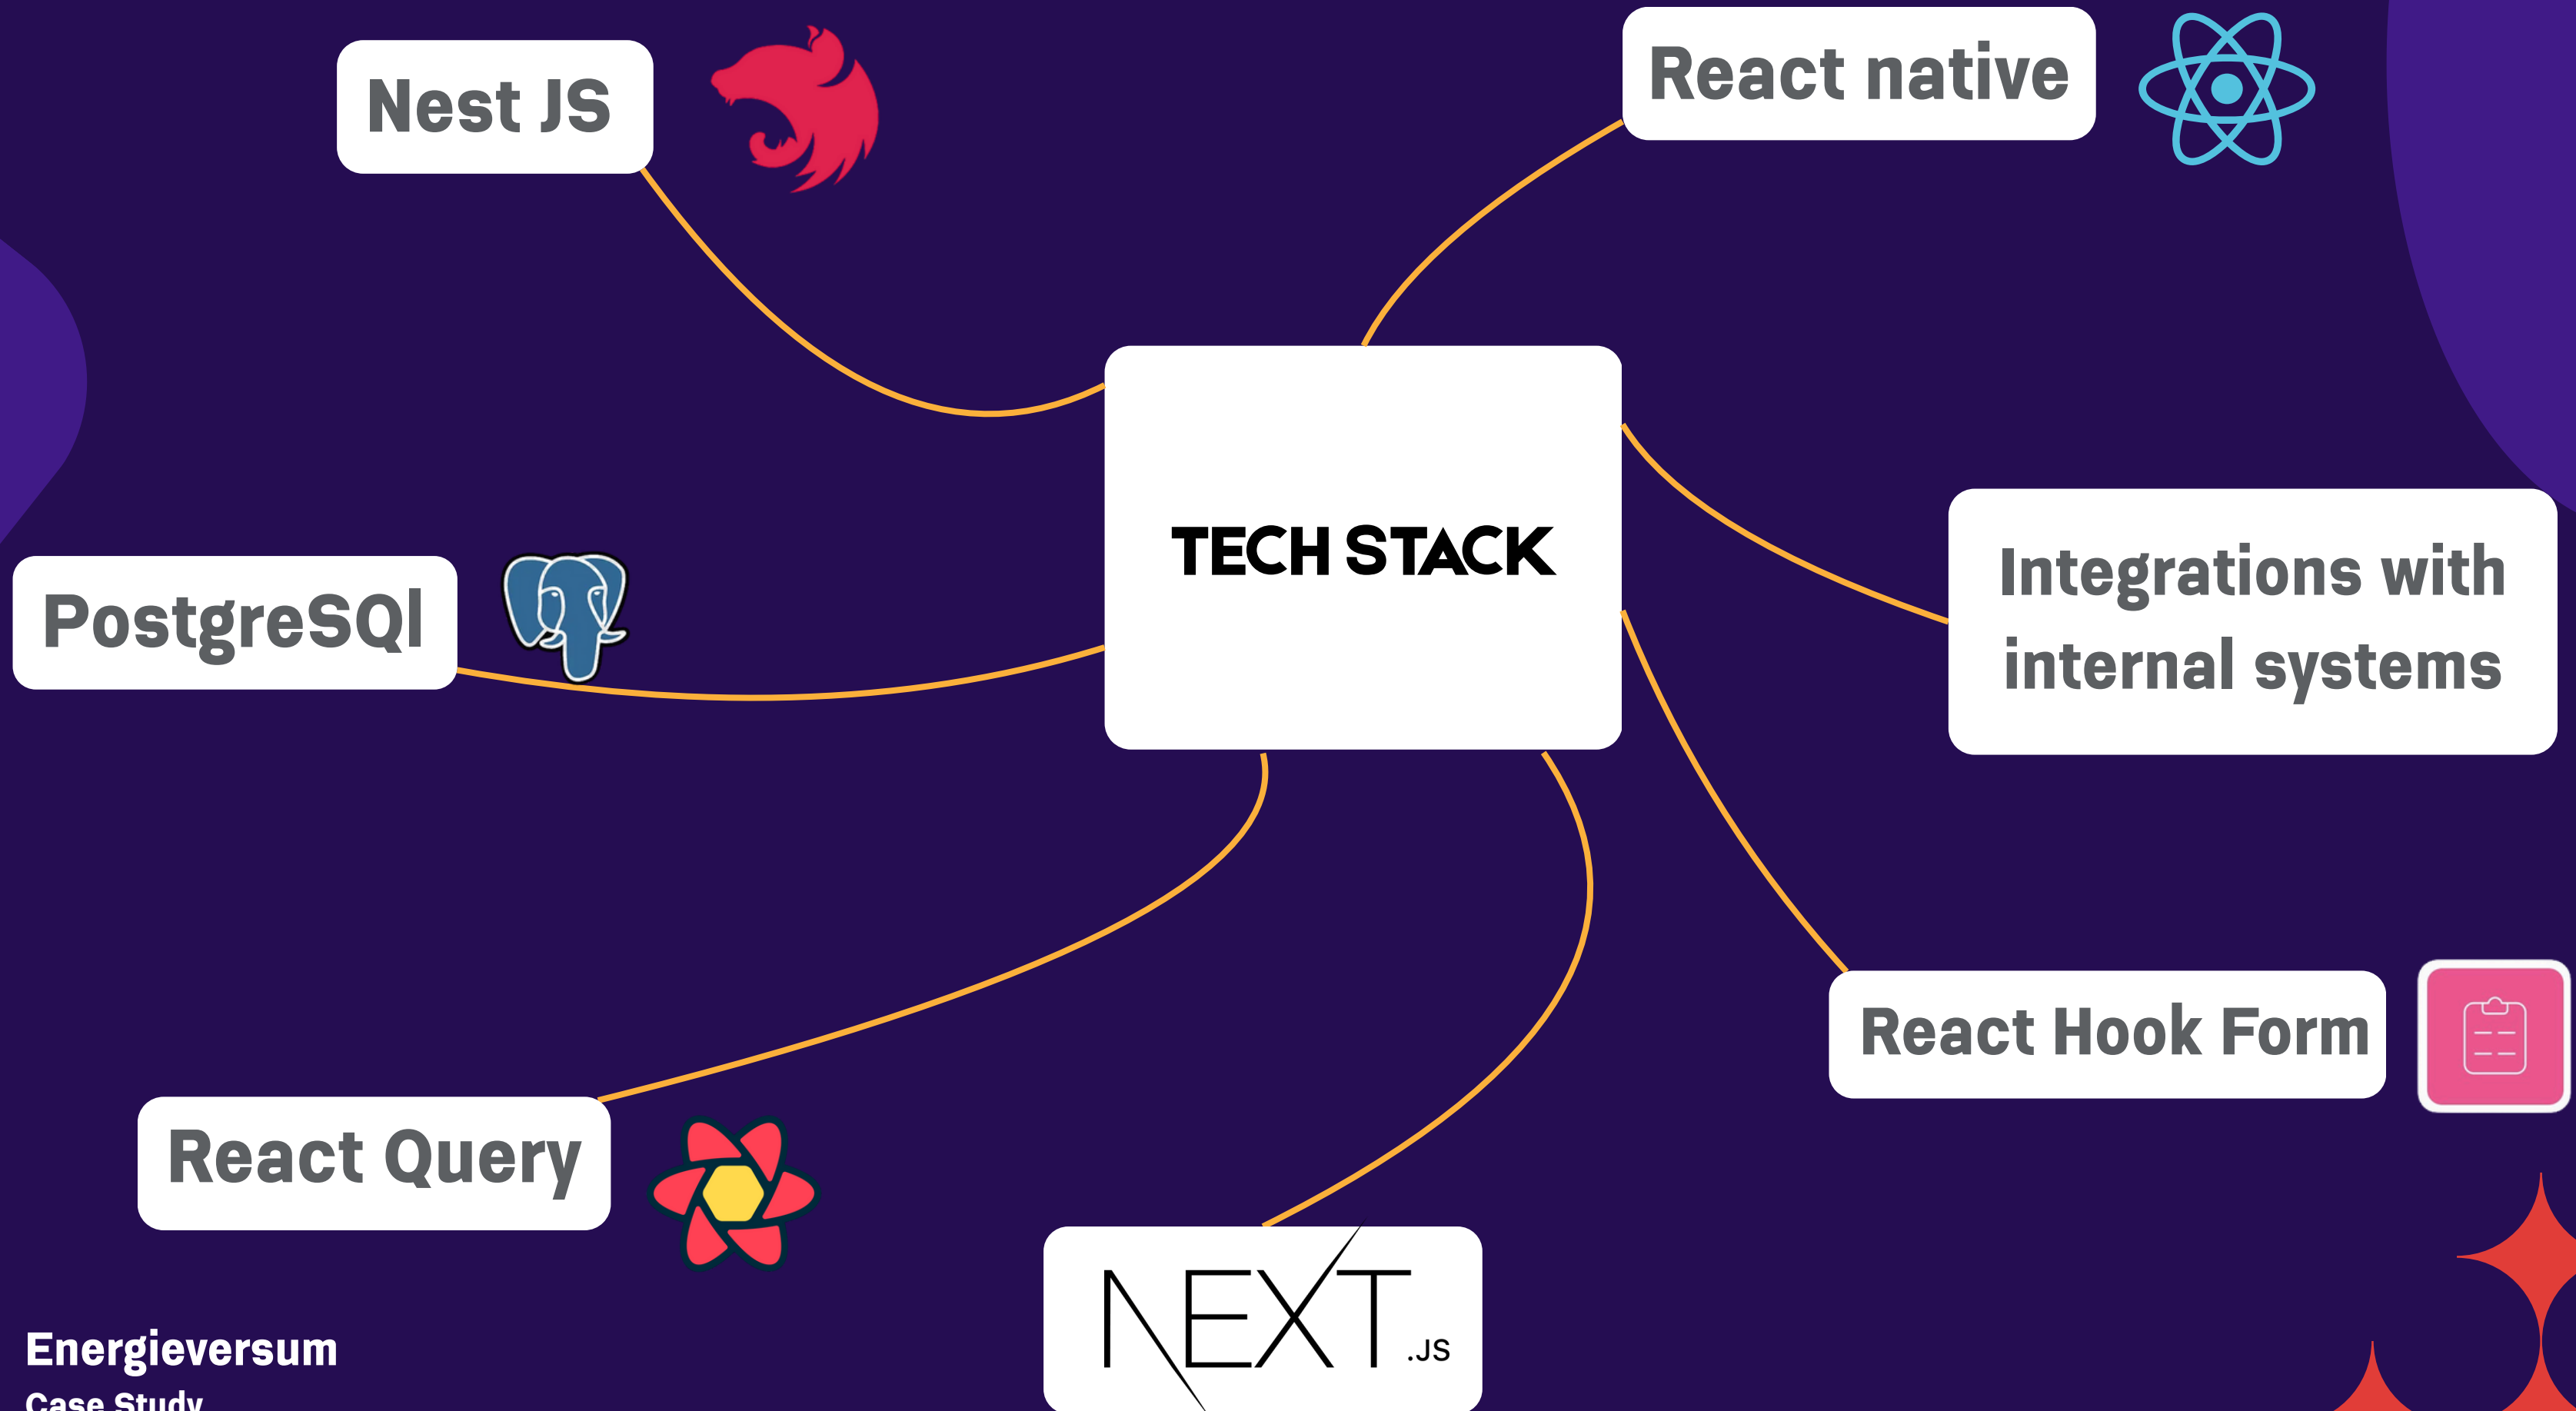 Nest JS
React native
TECH STACK
Integrations with
internal systems
PostgreSQl
React Hook Form
React Query
NEXT.JS
Energieversum
Case Study